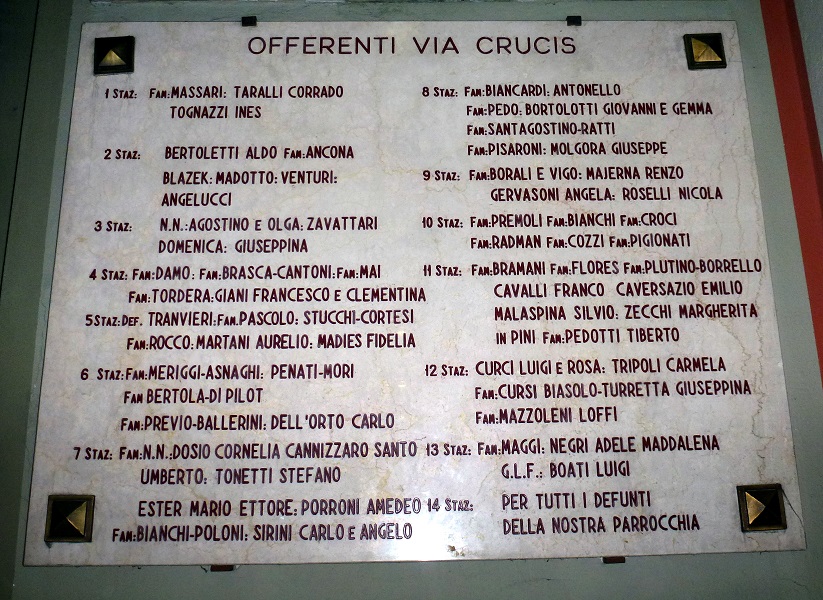 OFFERENTI VIA CRUCIS
1 STAZ: FAM: MASSARI: TARALLI CORRADO
TOGNAZZI INES
2 STAZ: BERTOLETTI ALDO FAM: ANCONA
BLAZEK: MADOTTO: VENTURI:
ANGELUCCI
3 STAZ: N.N.: AGOSTINO E OLGA: ZAVATTARI
DOMENICA: GIUSEPPINA
4 STAZ: FAM: DAMO: FAM: BRASCA-CANTONI: FAM: MAI
FAM: TORDERA: GIANI FRANCESCO E CLEMENTINA
5 STAZ: DEF. TRANVIERI: FAM. PASCOLO: STUCCHI-CORTESI
FAM: ROCCO: MARTANI AURELIO: MADIES FIDELIA
6 STAZ: FAM: MERIGGI-ASNAGHI: PENATI-MORI
FAM BERTOLA-DI PILOT
FAM: PREVIO-BALLERINI: DELL'ORTO CARLO
7 STAZ: FAM: N.N.: DOSIO CORNELIA CANNIZZARO SANTO
UMBERTO: TONETTI STEFANO
ESTER MARIO ETTORE: PORRONI AMEDEO
FAM: BIANCHI-POLONI: SIRINI CARLO E ANGELO
8 STAZ: FAM: BIANCARDI: ANTONELLO
FAM: PEDO: BORTOLOTTI GIOVANNI E GEMMA
FAM: SANTAGOSTINO-RATTI
FAM: PISARONI: MOLGORA GIUSEPPE
9 STAZ: FAM: BORALI E VIGO: MAJERNA RENZO
GERVASONI ANGELA: ROSELLI NICOLA
10 STAZ: FAM: PREMOLI FAM: BIANCHI FAM: CROCI
FAM: RADMAN FAM: COZZI FAM: PIGIONATI
11 STAZ: FAM: BRAMANI FAM: FLORES FAM: PLUTINO-BORRELLO
CAVALLI FRANCO CAVERSAZIO EMILIO
MALASPINA SILVIO: ZECCHI MARGHERITA
IN PINI FAM: PEDOTTI TIBERTO
12 STAZ: CURCI LUIGI E ROSA: TRIPOLI CARMELA
FAM: CURSI BIASOLO-TURRETTA GIUSEPPINA
FAM: MAZZOLENI LOFFI
13 STAZ: FAM: MAGGI: NEGRI ADELE MADDALENA
G.L.F.: BOATI LUIGI
14 STAZ: PER TUTTI I DEFUNTI
DELLA NOSTRA PARROCCHIA